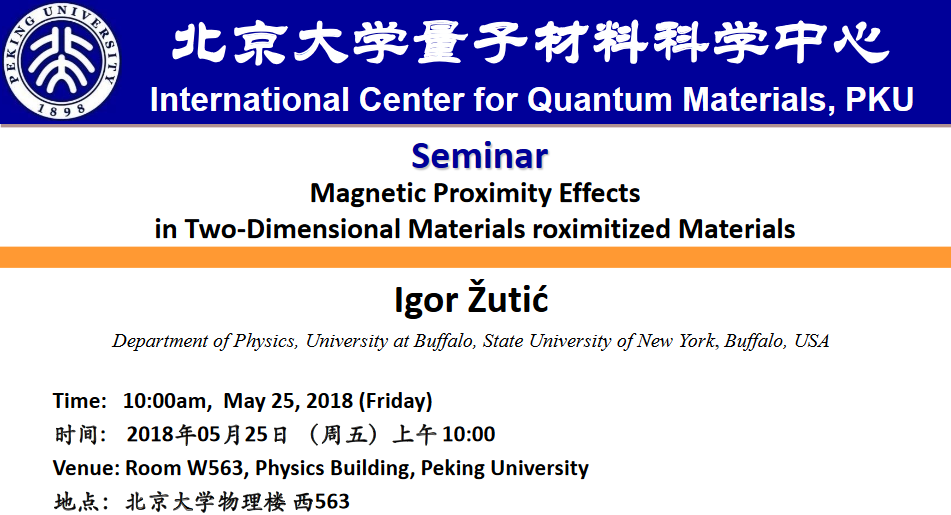 PEKING UNIVERSITY
1898
北京大学量子材料科学中心
International Center for Quantum Materials, PKU
Seminar
Magnetic Proximity Effects
in Two-Dimensional Materials roximitized Materials
Igor Žutić
Department of Physics, University at Buffalo, State University of New York, Buffalo, USA
Time: 10:00am, May 25, 2018 (Friday)
时间: 2018年05月25日 （周五）上午 10:00
Venue: Room W563, Physics Building, Peking University
地点：北京大学物理楼 西563